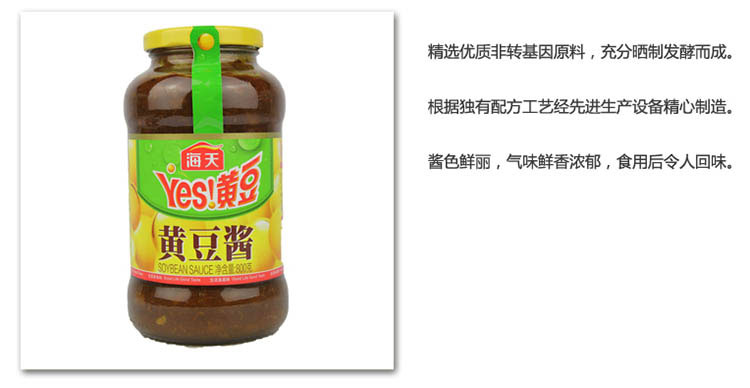 海天
Yes!黄豆
黄豆酱
SOYBEAN SAUCE 净含量:800克
精选优质非转基因原料，充分晒制发酵而成。
根据独有配方工艺经先进生产设备精心制造。
酱色鲜丽，气味鲜香浓郁，食用后令人回味。